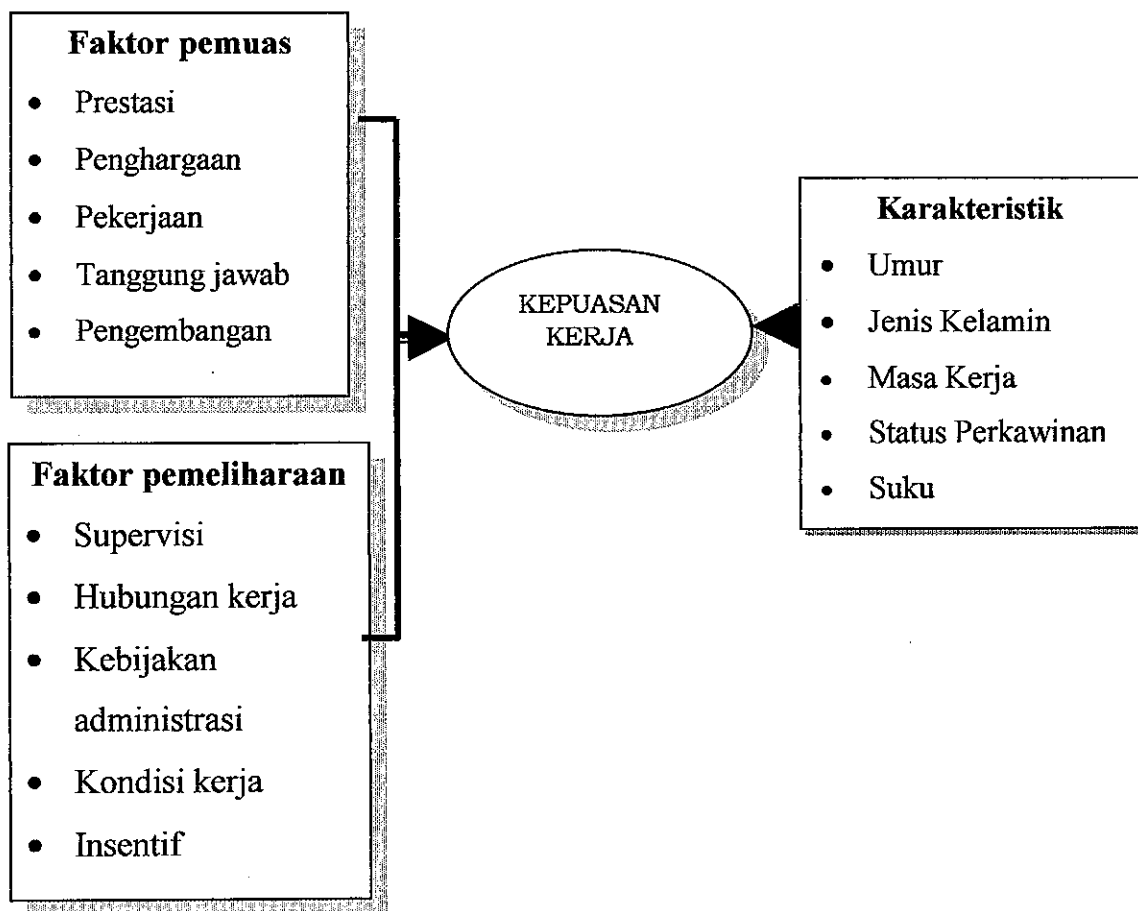 Faktor pemuas
• Prestasi
• Penghargaan
• Pekerjaan
• Tanggung jawab
• Pengembangan
Faktor pemeliharaan
• Supervisi
• Hubungan kerja
• Kebijakan
administrasi
• Kondisi kerja
• Insentif
KEPUASAN
KERJA
Karakteristik
• Umur
• Jenis Kelamin
• Masa Kerja
• Status Perkawinan
• Suku